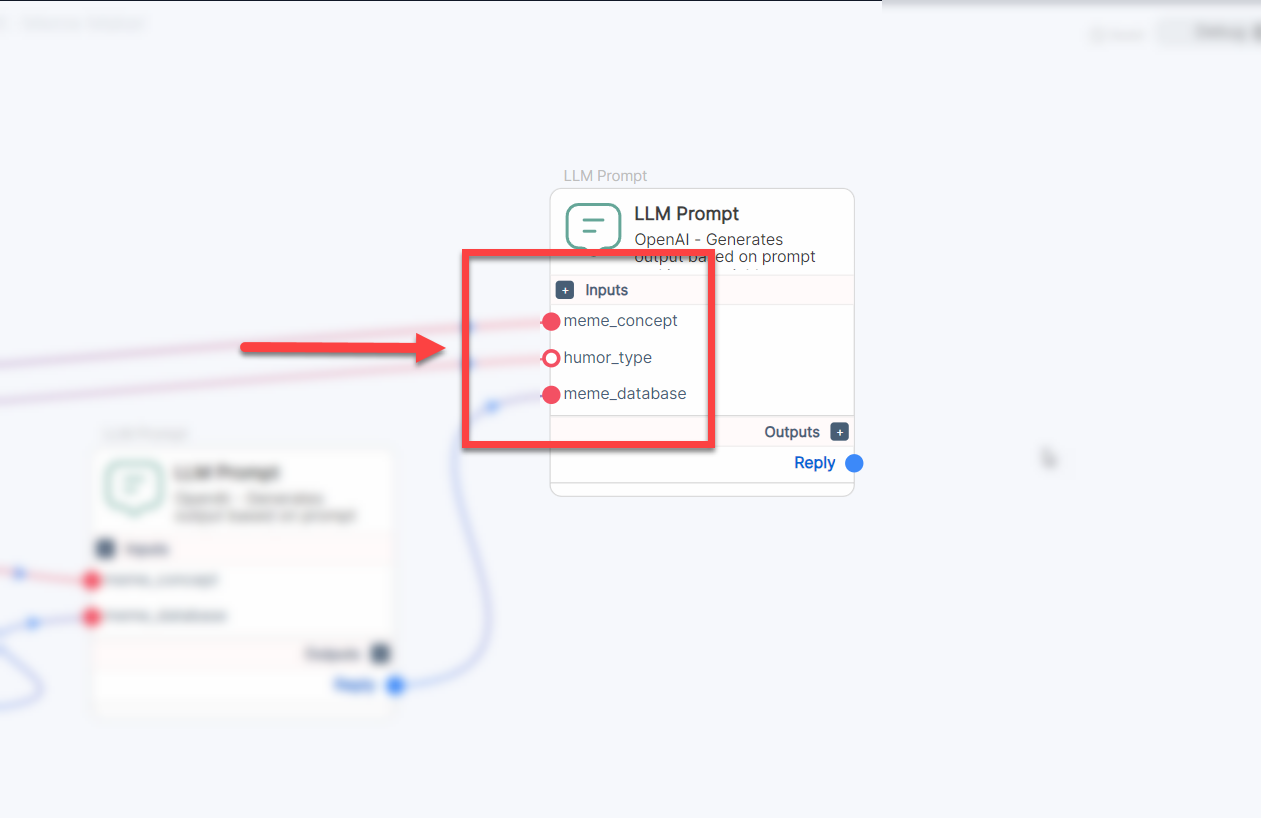 LLM Prompt
LLM Prompt
OpenAI - Generates
output based on prompt
Inputs
meme_concept
humor_type
meme_database
Outputs
Reply
LLM Prompt
LLM Prompt
OpenAI - Generates
output based on prompt
Inputs
meme_concept
meme_database
Outputs
Reply
Debug